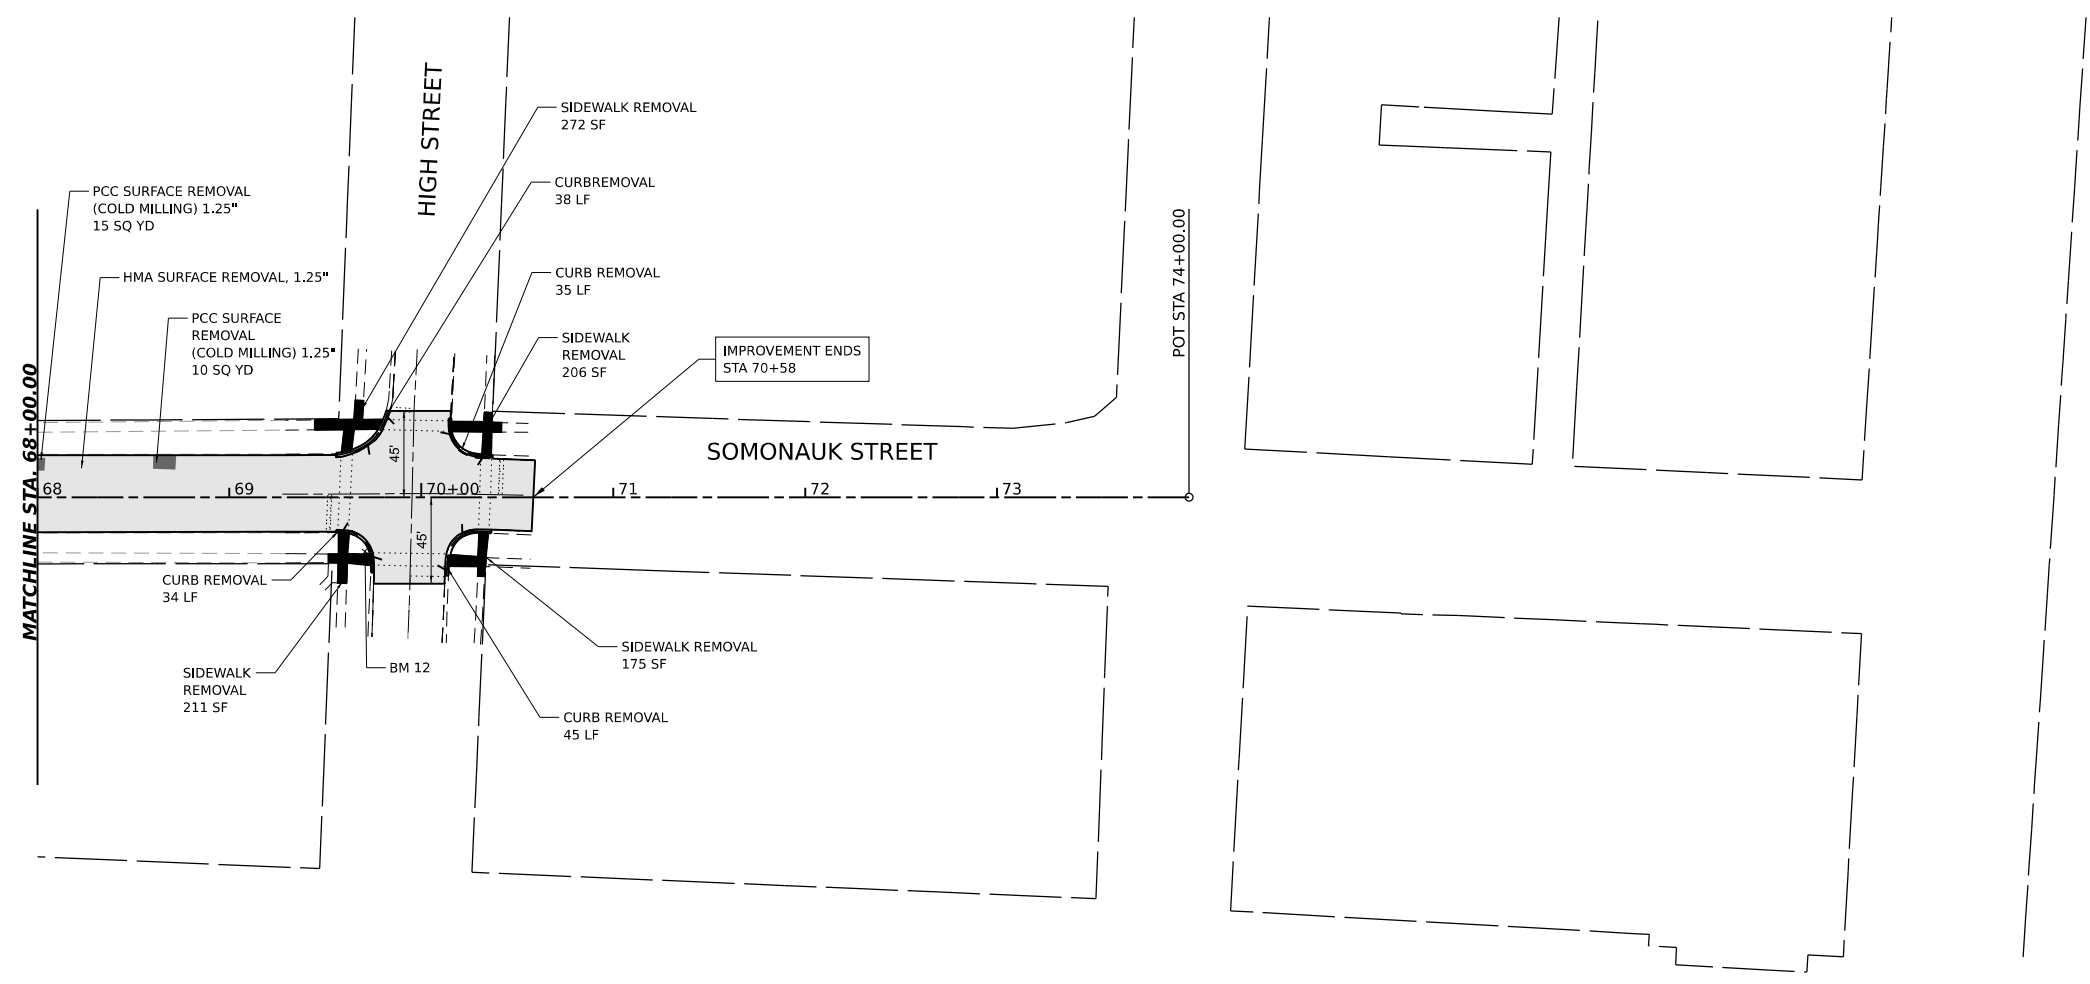 HIGH STREET
SIDEWALK REMOVAL
272 SF
CURBREMOVAL
38 LF
PCC SURFACE REMOVAL
(COLD MILLING) 1.25"
15 SQ YD
HMA SURFACE REMOVAL, 1.25"
CURB REMOVAL
35 LF
PCC SURFACE
REMOVAL
(COLD MILLING) 1.25"
10 SQ YD
SIDEWALK
REMOVAL
206 SF
IMPROVEMENT ENDS
STA 70+58
POT STA 74+00.00
MATCHLINE STA. 68+00.00
SOMONAUK STREET
45'
68
69
70+00
71
72
73
45'
CURB REMOVAL
34 LF
SIDEWALK
REMOVAL
211 SF
BM 12
SIDEWALK REMOVAL
175 SF
CURB REMOVAL
45 LF